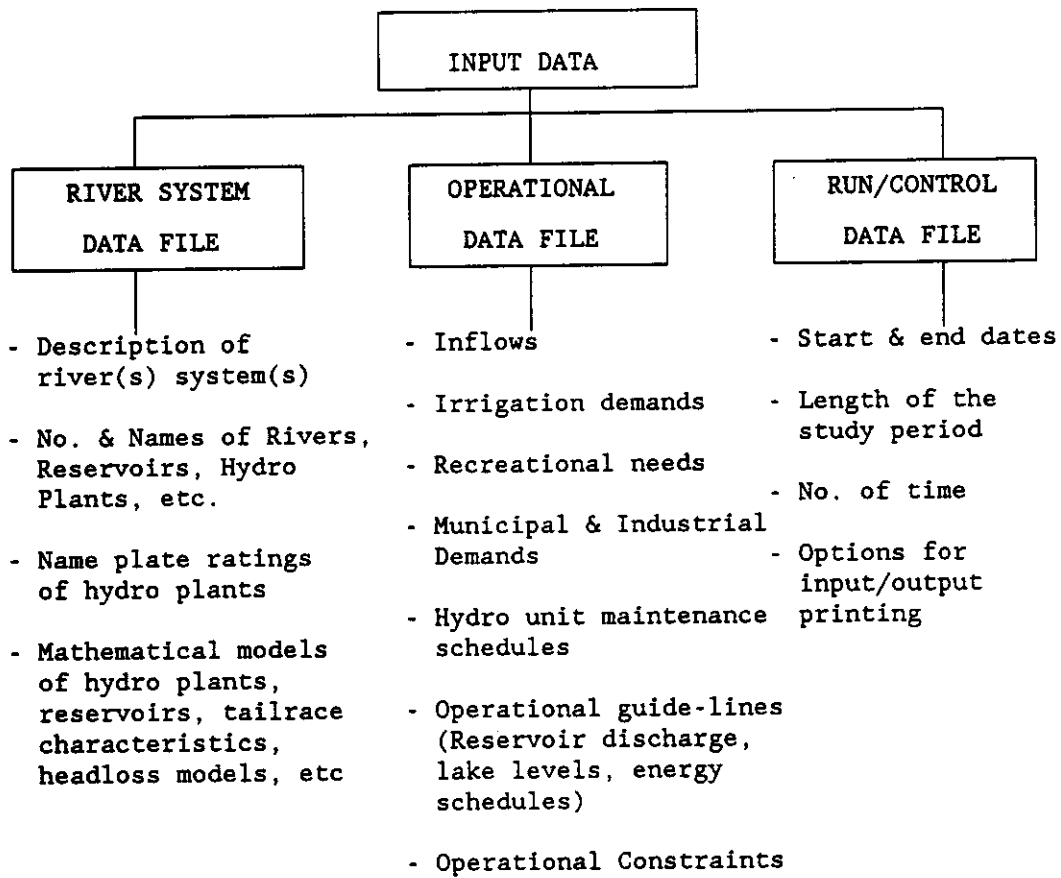 INPUT DATA
RIVER SYSTEM
DATA FILE
- Description of
river(s) system(s)
- No. & Names of Rivers,
Reservoirs, Hydro
Plants, etc.
- Name plate ratings
of hydro plants
- Mathematical models
of hydro plants,
reservoirs, tailrace
characteristics,
headloss models, etc
OPERATIONAL
DATA FILE
- Inflows
- Irrigation demands
- Recreational needs
- Municipal & Industrial
Demands
- Hydro unit maintenance
schedules
- Operational guide-lines
(Reservoir discharge,
lake levels, energy
schedules)
- Operational Constraints
RUN/CONTROL
DATA FILE
- Start & end dates
- Length of the
study period
- No. of time
- Options for
input/output
printing